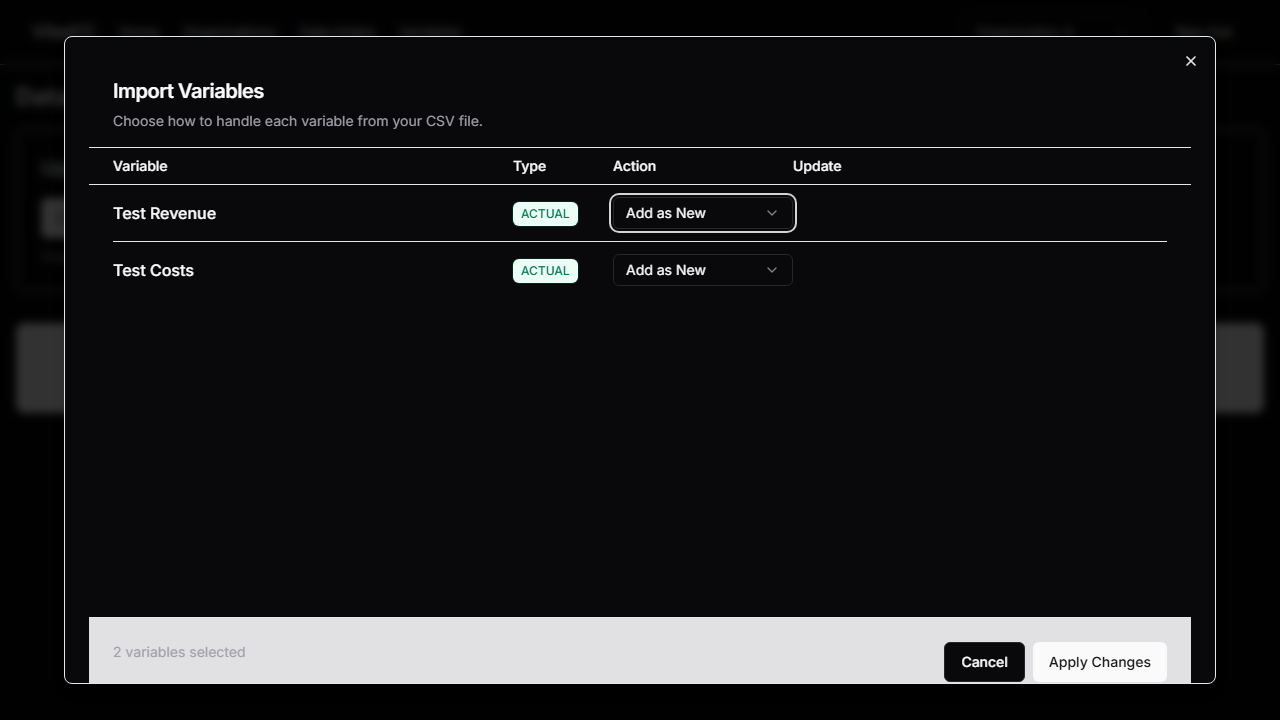 Import Variables
Choose how to handle each variable from your CSV file.
Variable Type Action Update
Test Revenue ACTUAL Add as New
Test Costs ACTUAL Add as New
2 variables selected
Cancel Apply Changes